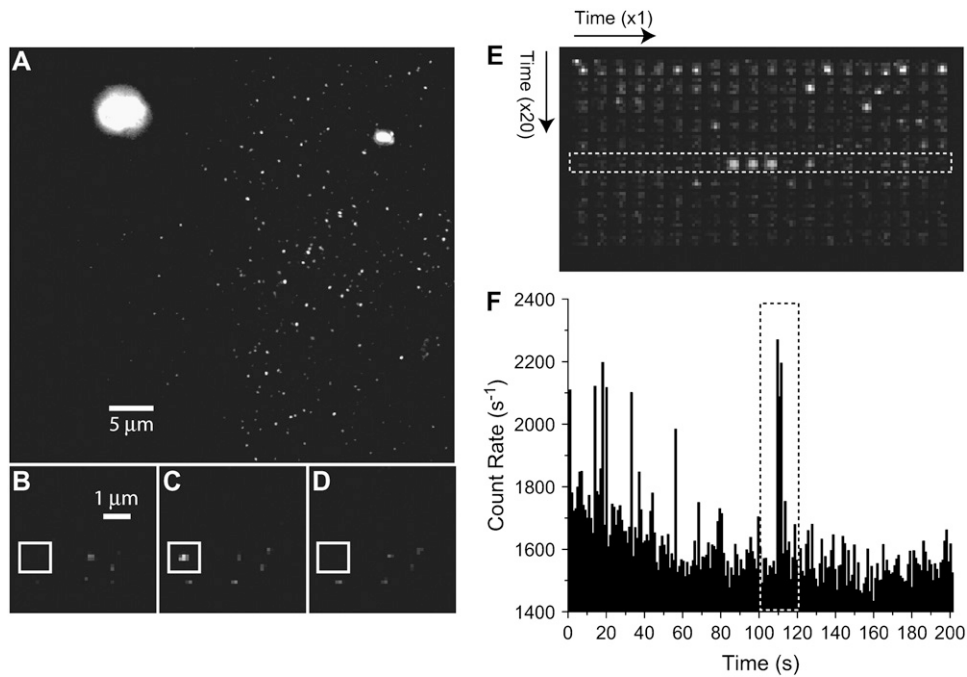 A
5 μm
B
1 μm
C
D
Time (x1)
E
Time (x20)
F
2400
2200
2000
1800
1600
1400
Count Rate (s⁻¹)
0 20 40 60 80 100 120 140 160 180 200
Time (s)